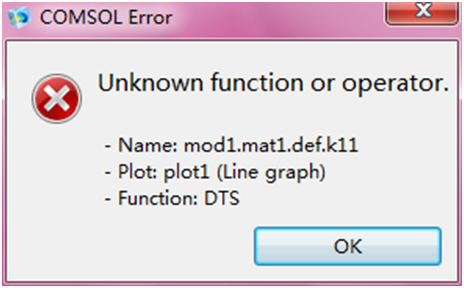 COMSOL Error
Unknown function or operator.
- Name: mod1.mat1.def.k11
- Plot: plot1 (Line graph)
- Function: DTS
OK